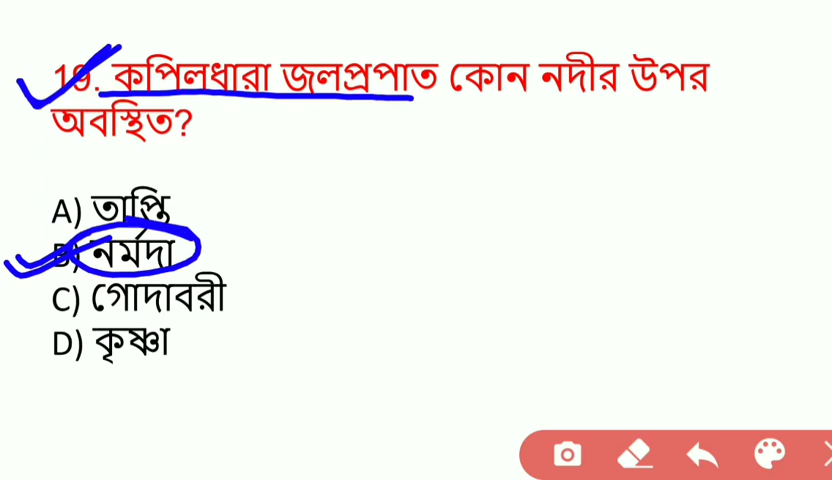 19. কপিলধারা জলপ্রপাত কোন নদীর উপর
অবস্থিত?
A) তাপ্তি
B) নর্মদা
C) গোদাবরী
D) কৃষ্ণা